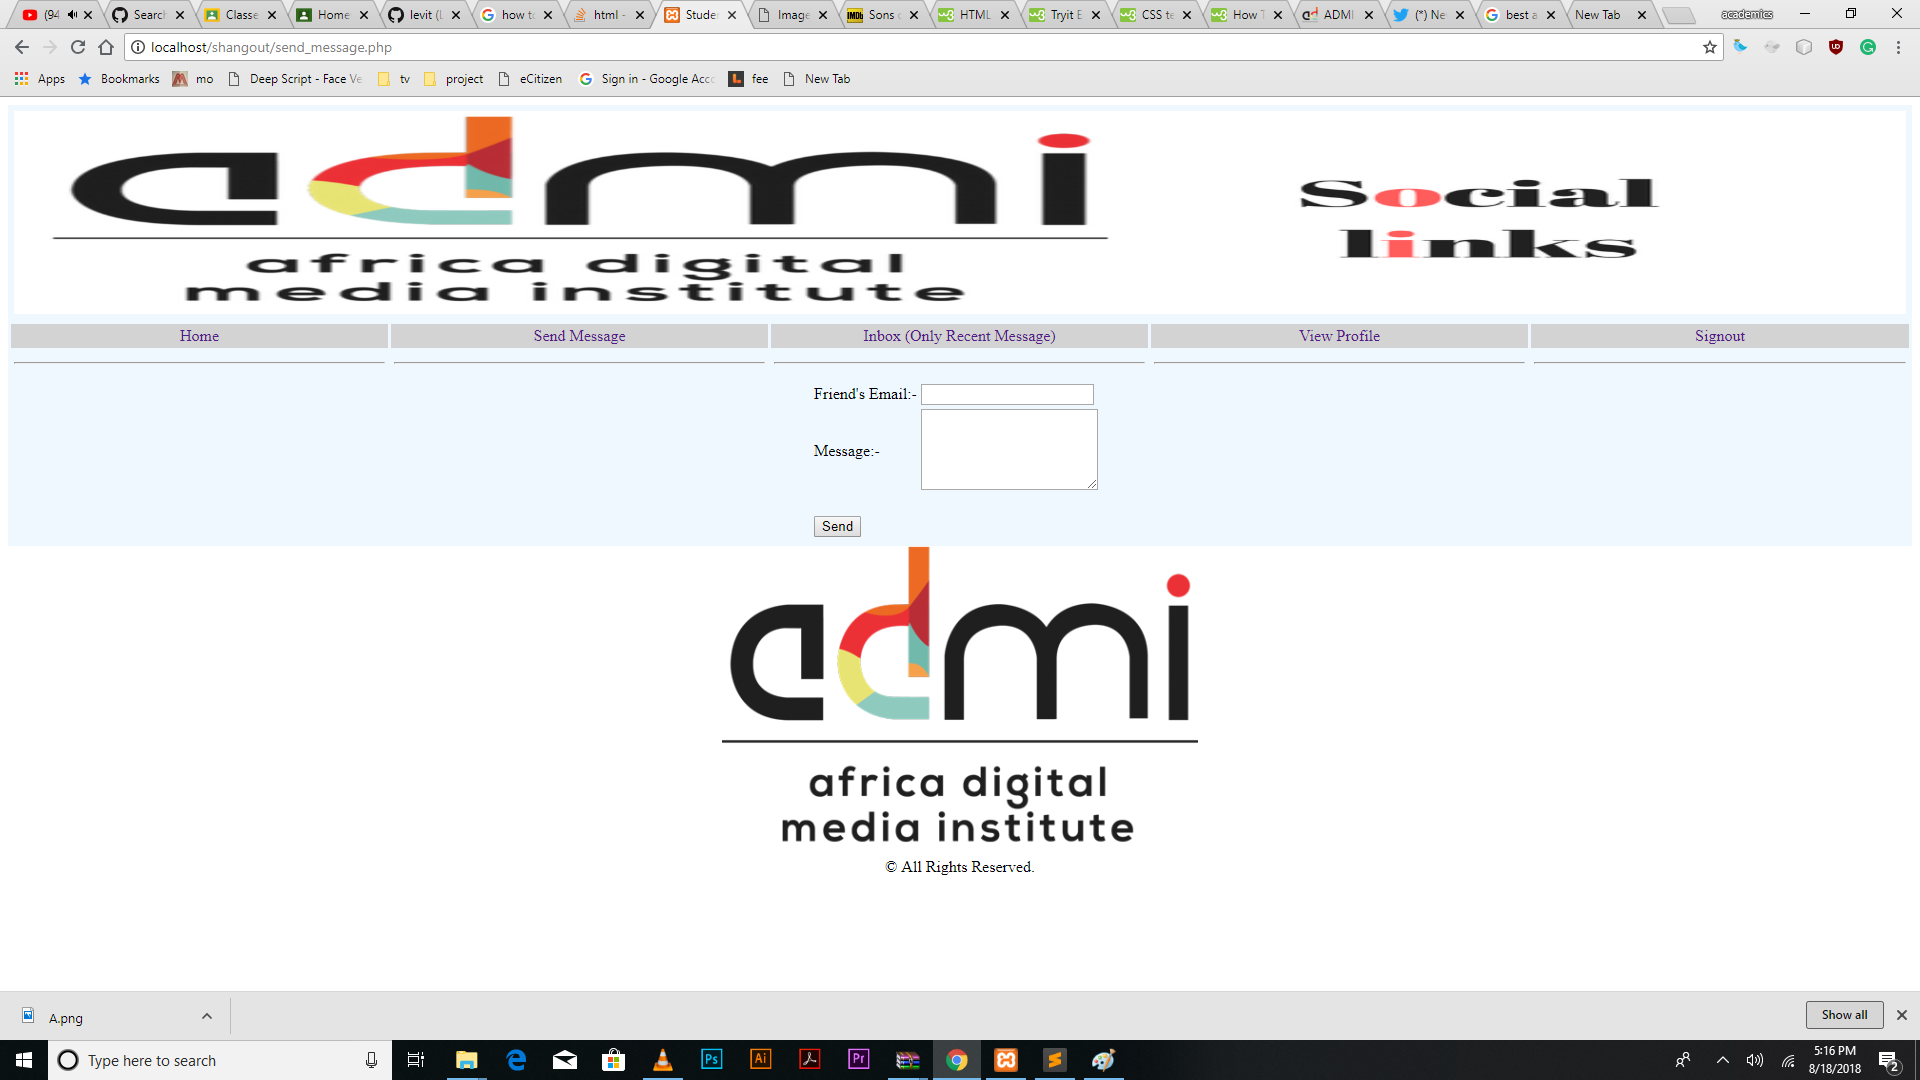 (94
Search
Classe
Home
levit (L
how to
html -
Studen
Image
Sons o
HTML
Tryit E
CSS te
How T
ADMI
(*) Ne
best a
New Tab
academics
localhost/shangout/send_message.php
Apps
Bookmarks
mo
Deep Script - Face Ve
tv
project
eCitizen
Sign in - Google Acco
fee
New Tab
admi
africa digital
media institute
Social
links
Home
Send Message
Inbox (Only Recent Message)
View Profile
Signout
Friend's Email:-
Message:-
Send
admi
africa digital
media institute
© All Rights Reserved.
A.png
Show all
Type here to search
5:16 PM
8/18/2018
2